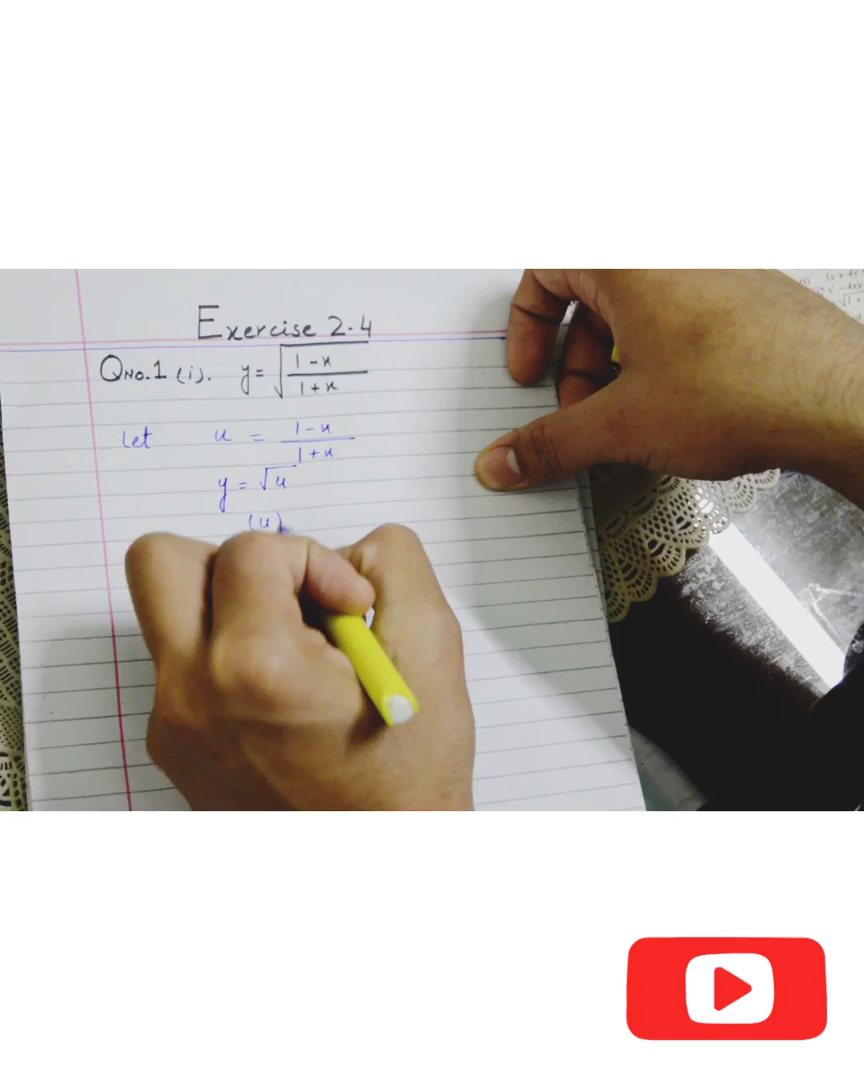 Exercise 2.4
QNo.1 (i). y = √(1-x / 1+x)
Let u = 1-x / 1+x
y = √u
(u)